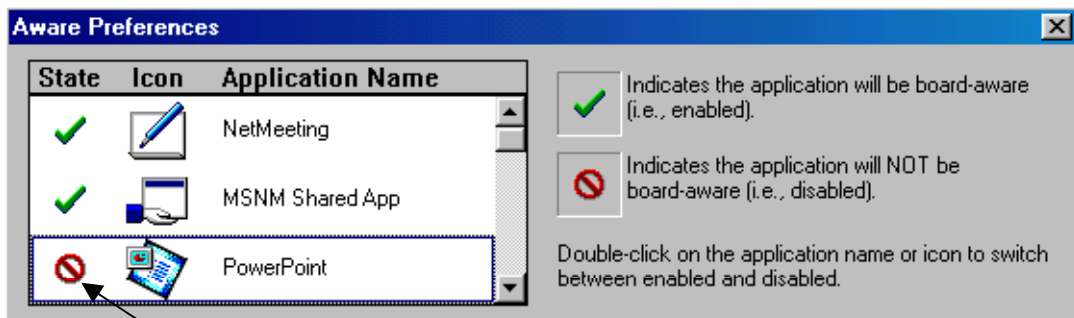 Aware Preferences
State Icon Application Name
NetMeeting
MSNM Shared App
PowerPoint
Indicates the application will be board-aware
(i.e., enabled).
Indicates the application will NOT be
board-aware (i.e., disabled).
Double-click on the application name or icon to switch
between enabled and disabled.